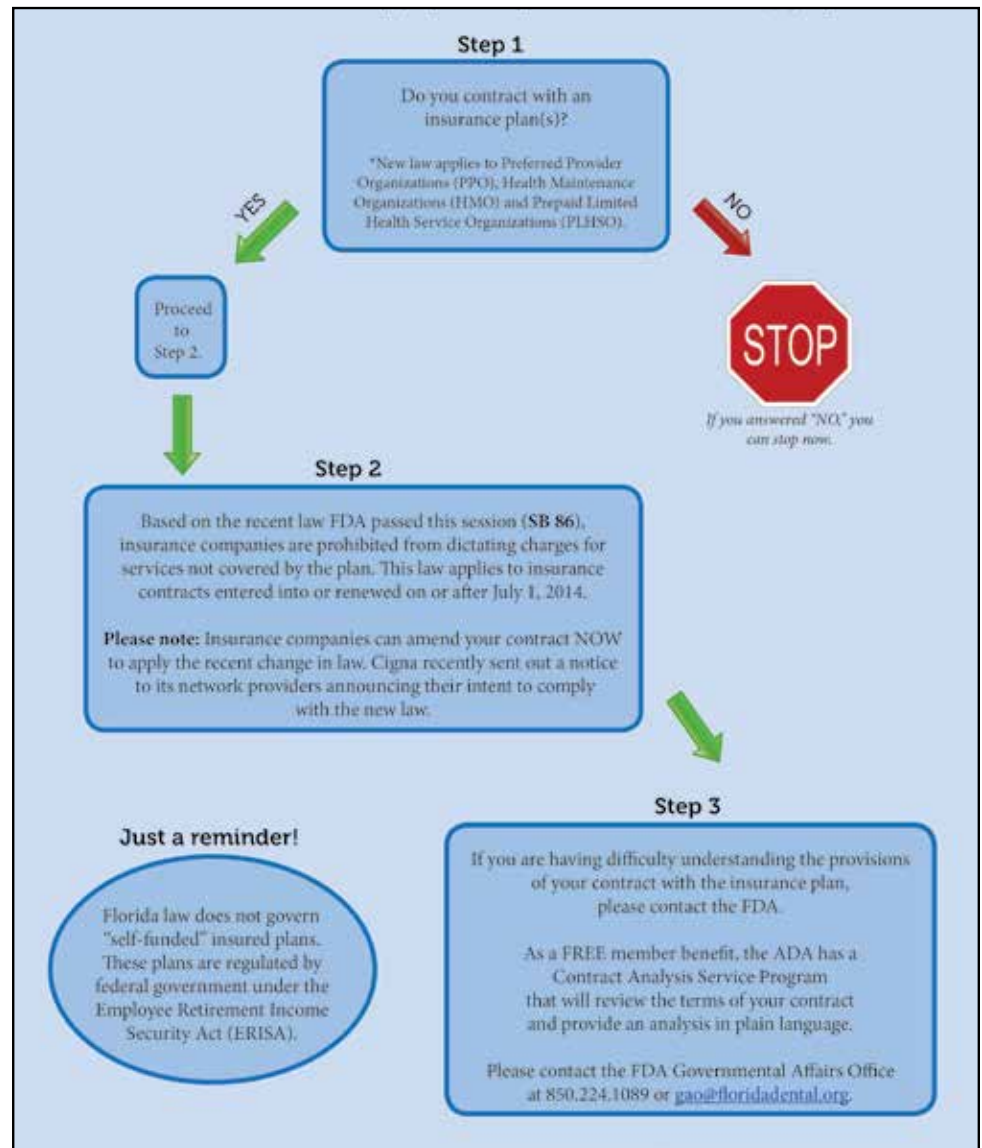 Step 1
Do you contract with an
insurance plan(s)?
*New law applies to Preferred Provider
Organizations (PPO), Health Maintenance
Organizations (HMO) and Prepaid Limited
Health Service Organizations (PLHSO).
YES
NO
Proceed
to
Step 2.
STOP
If you answered "NO," you
can stop now.
Step 2
Based on the recent law FDA passed this session (SB 86),
insurance companies are prohibited from dictating charges for
services not covered by the plan. This law applies to insurance
contracts entered into or renewed on or after July 1, 2014.
Please note: Insurance companies can amend your contract NOW
to apply the recent change in law. Cigna recently sent out a notice
to its network providers announcing their intent to comply
with the new law.
Step 3
If you are having difficulty understanding the provisions
of your contract with the insurance plan,
please contact the FDA.
As a FREE member benefit, the ADA has a
Contract Analysis Service Program
that will review the terms of your contract
and provide an analysis in plain language.
Please contact the FDA Governmental Affairs Office
at 850.224.1089 or gao@floridadental.org.
Just a reminder!
Florida law does not govern
"self-funded" insured plans.
These plans are regulated by
federal government under the
Employee Retirement Income
Security Act (ERISA).